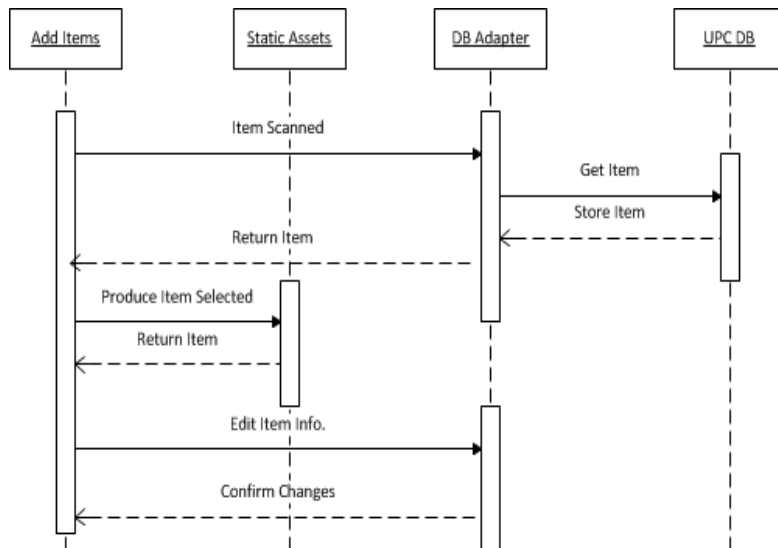 Add Items
Static Assets
DB Adapter
UPC DB
Item Scanned
Get Item
Store Item
Return Item
Produce Item Selected
Return Item
Edit Item Info.
Confirm Changes